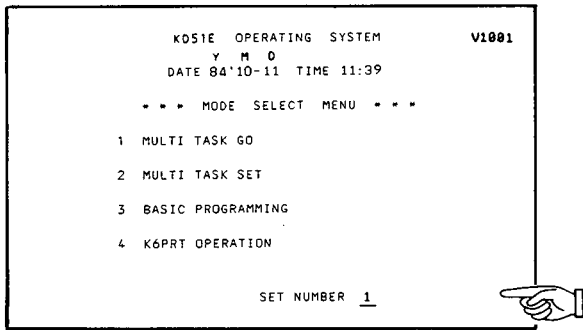 KD51E OPERATING SYSTEM V1001
Y M D
DATE 84'10-11 TIME 11:39
* * * MODE SELECT MENU * * *
1 MULTI TASK GO
2 MULTI TASK SET
3 BASIC PROGRAMMING
4 K6PRT OPERATION
SET NUMBER 1